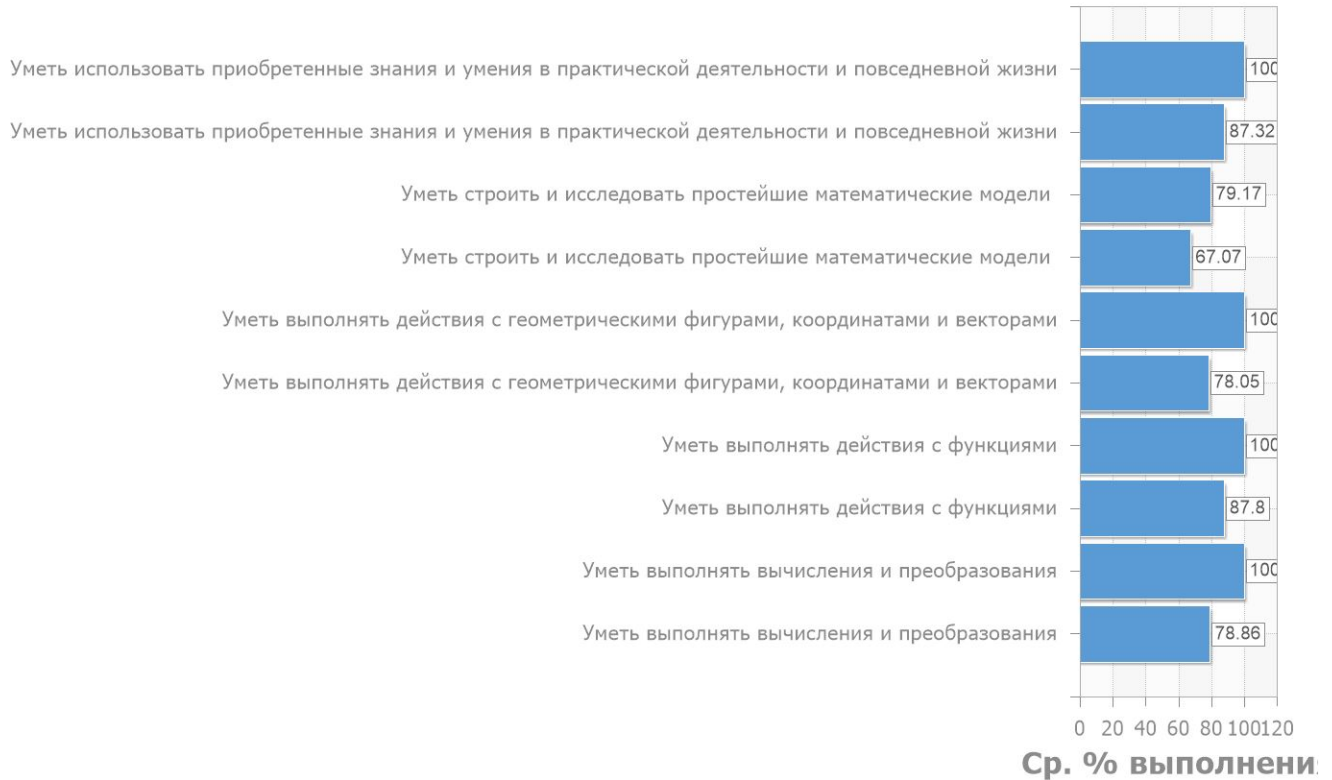 Уметь использовать приобретенные знания и умения в практической деятельности и повседневной жизни 100
Уметь использовать приобретенные знания и умения в практической деятельности и повседневной жизни 87.32
Уметь строить и исследовать простейшие математические модели 79.17
Уметь строить и исследовать простейшие математические модели 67.07
Уметь выполнять действия с геометрическими фигурами, координатами и векторами 100
Уметь выполнять действия с геометрическими фигурами, координатами и векторами 78.05
Уметь выполнять действия с функциями 100
Уметь выполнять действия с функциями 87.8
Уметь выполнять вычисления и преобразования 100
Уметь выполнять вычисления и преобразования 78.86
0 20 40 60 80 100 120
Ср. % выполнения